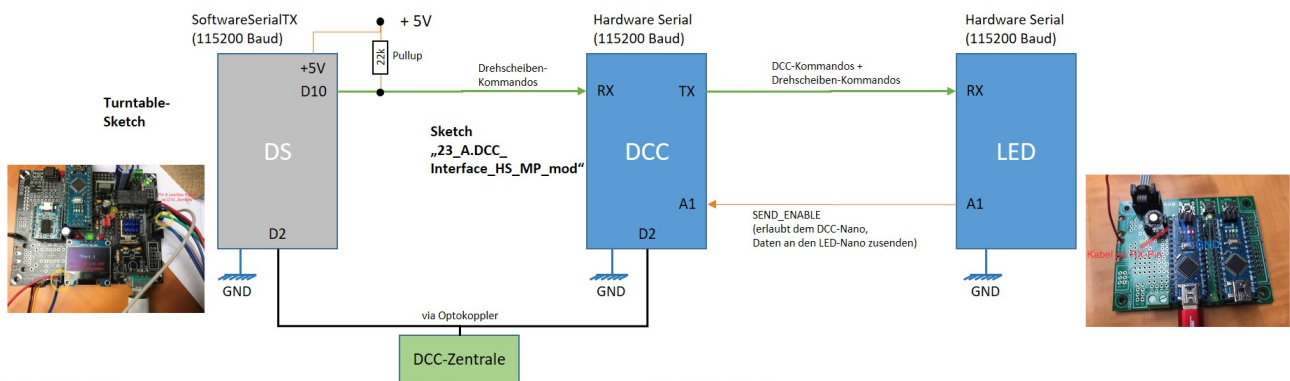 SoftwareSerialTX
(115200 Baud)
+ 5V
22k
Pullup
+5V
D10
DS
D2
GND
Turntable-
Sketch
Drehscheiben-
Kommandos
Hardware Serial
(115200 Baud)
RX
TX
Sketch
„23_A.DCC_
Interface_HS_MP_mod“
DCC
A1
D2
GND
DCC-Kommandos +
Drehscheiben-Kommandos
SEND_ENABLE
(erlaubt dem DCC-Nano,
Daten an den LED-Nano zusenden)
Hardware Serial
(115200 Baud)
RX
LED
A1
GND
via Optokoppler
DCC-Zentrale